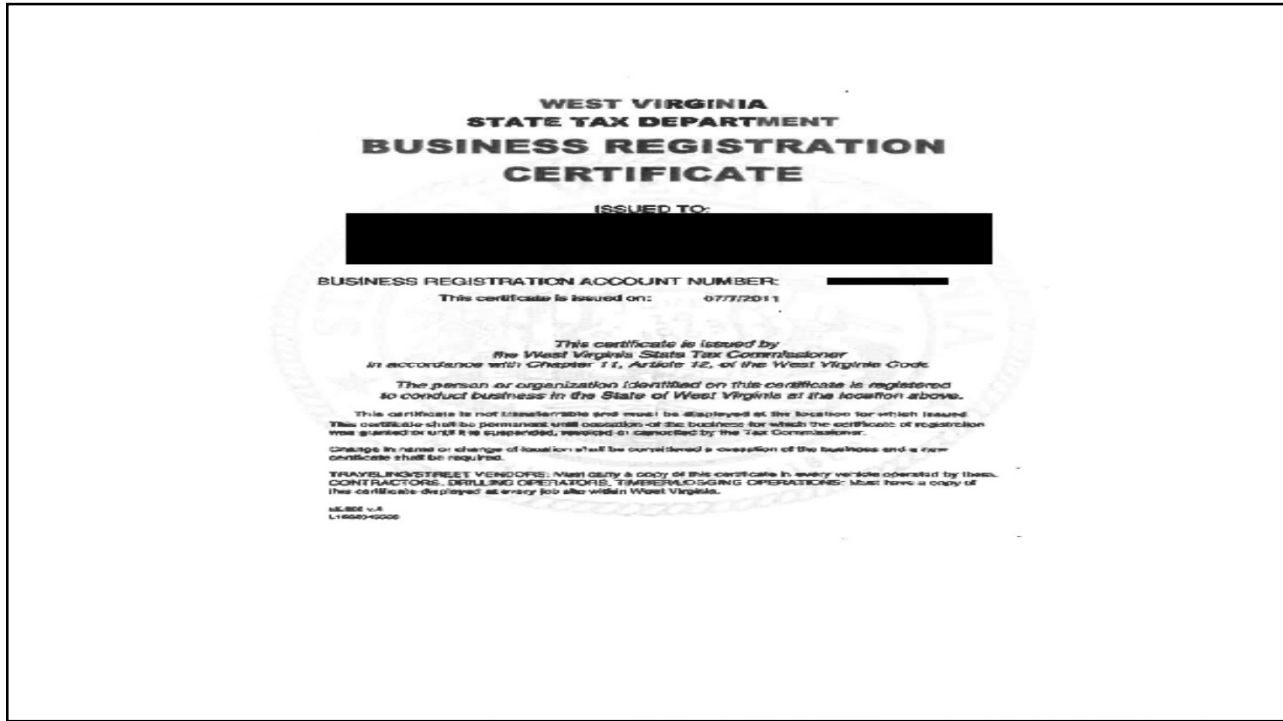 WEST VIRGINIA
STATE TAX DEPARTMENT
BUSINESS REGISTRATION
CERTIFICATE
ISSUED TO:
BUSINESS REGISTRATION ACCOUNT NUMBER:
This certificate is issued on: 07/7/2011
This certificate is issued by
the West Virginia State Tax Commissioner
in accordance with Chapter 11, Article 12, of the West Virginia Code
The person or organization identified on this certificate is registered
to conduct business in the State of West Virginia at the location above.
This certificate is not transferrable and must be displayed at the location for which issued
This certificate shall be permanent until cessation of the business for which the certificate of registration
was granted or until it is suspended, revoked or cancelled by the Tax Commissioner.
Change in name or change of location shall be considered a cessation of the business and a new
certificate shall be required.
TRAVELING/STREET VENDORS: Must carry a copy of this certificate in every vehicle operated by them.
CONTRACTORS, DRILLING OPERATORS, TIMBER/LOGGING OPERATIONS: Must have a copy of
this certificate displayed at every job site within West Virginia.